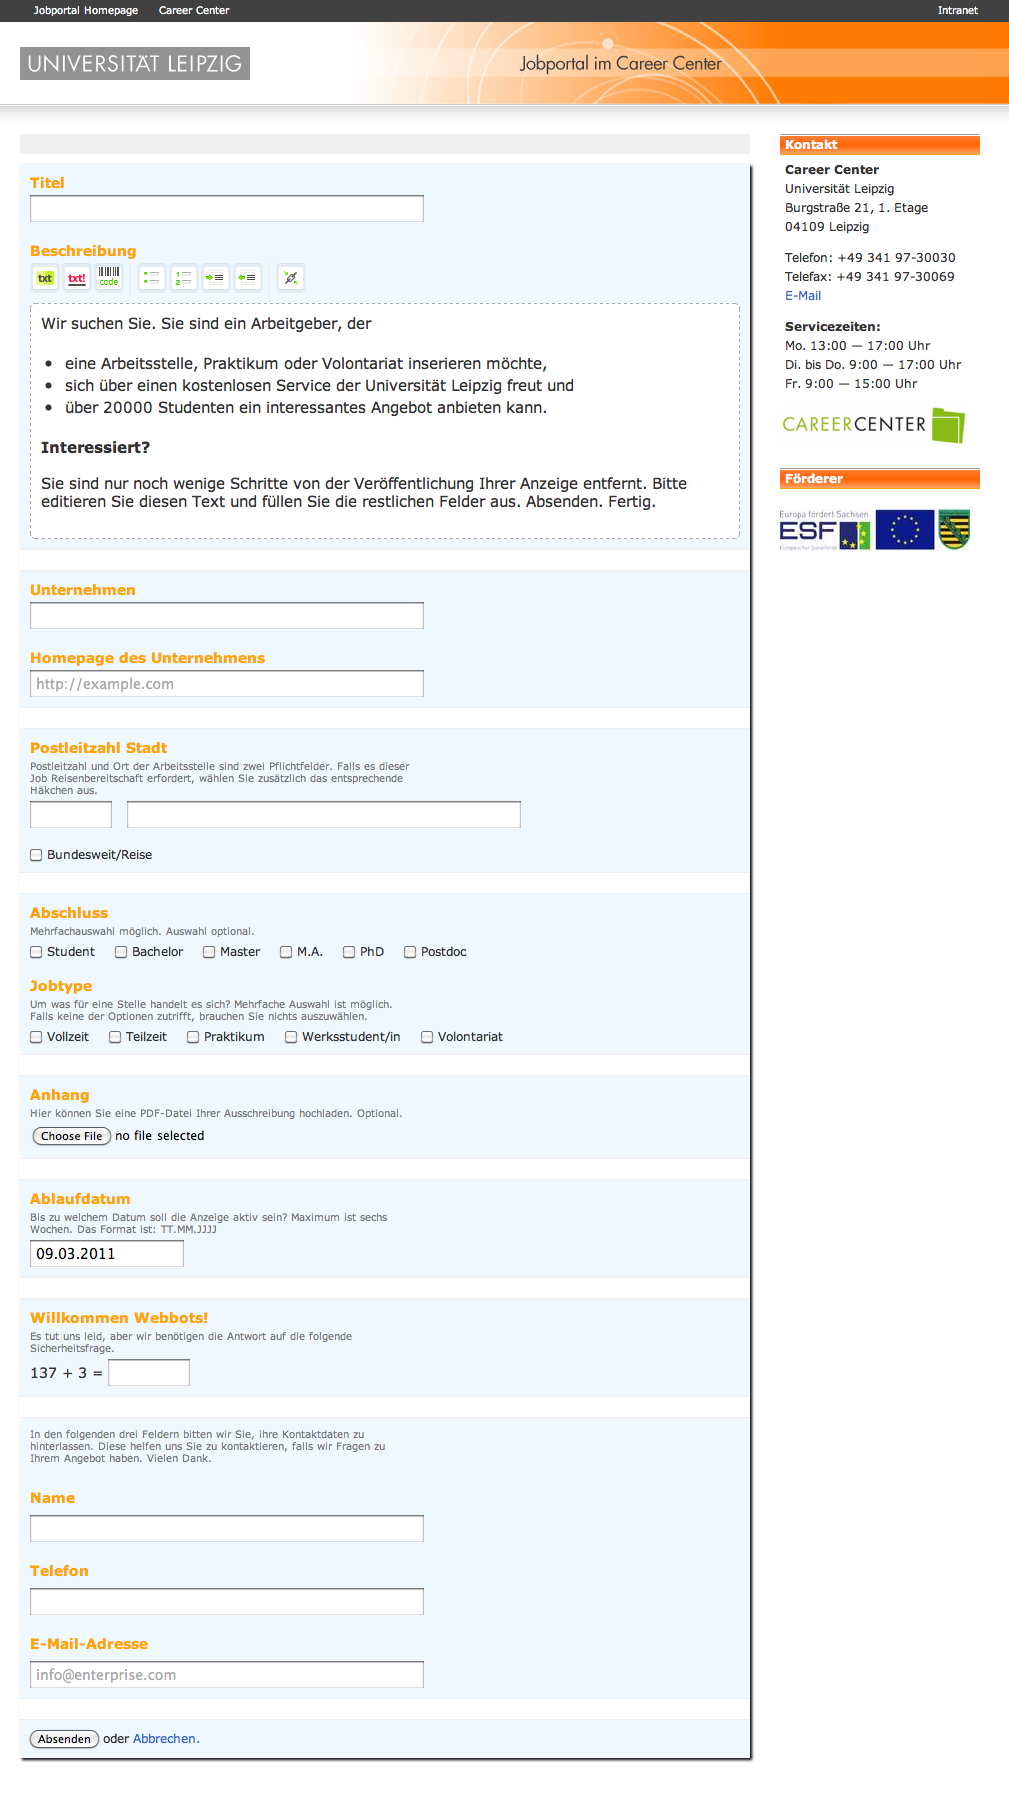 Jobportal Homepage Career Center Intranet
UNIVERSITÄT LEIPZIG
Jobportal im Career Center
Titel
Beschreibung
txt txt! code 1 2
Wir suchen Sie. Sie sind ein Arbeitgeber, der
• eine Arbeitsstelle, Praktikum oder Volontariat inserieren möchte,
• sich über einen kostenlosen Service der Universität Leipzig freut und
• über 20000 Studenten ein interessantes Angebot anbieten kann.
Interessiert?
Sie sind nur noch wenige Schritte von der Veröffentlichung Ihrer Anzeige entfernt. Bitte
editieren Sie diesen Text und füllen Sie die restlichen Felder aus. Absenden. Fertig.
Unternehmen
Homepage des Unternehmens
http://example.com
Postleitzahl Stadt
Postleitzahl und Ort der Arbeitsstelle sind zwei Pflichtfelder. Falls es dieser
Job Reisenbereitschaft erfordert, wählen Sie zusätzlich das entsprechende
Häkchen aus.
Bundesweit/Reise
Abschluss
Mehrfachauswahl möglich. Auswahl optional.
Student Bachelor Master M.A. PhD Postdoc
Jobtype
Um was für eine Stelle handelt es sich? Mehrfache Auswahl ist möglich.
Falls keine der Optionen zutrifft, brauchen Sie nichts auszuwählen.
Vollzeit Teilzeit Praktikum Werksstudent/in Volontariat
Anhang
Hier können Sie eine PDF-Datei Ihrer Ausschreibung hochladen. Optional.
Choose File no file selected
Ablaufdatum
Bis zu welchem Datum soll die Anzeige aktiv sein? Maximum ist sechs
Wochen. Das Format ist: TT.MM.JJJJ
09.03.2011
Willkommen Webbots!
Es tut uns leid, aber wir benötigen die Antwort auf die folgende
Sicherheitsfrage.
137 + 3 =
In den folgenden drei Feldern bitten wir Sie, ihre Kontaktdaten zu
hinterlassen. Diese helfen uns Sie zu kontaktieren, falls wir Fragen zu
Ihrem Angebot haben. Vielen Dank.
Name
Telefon
E-Mail-Adresse
info@enterprise.com
Absenden oder Abbrechen.
Kontakt
Career Center
Universität Leipzig
Burgstraße 21, 1. Etage
04109 Leipzig
Telefon: +49 341 97-30030
Telefax: +49 341 97-30069
E-Mail
Servicezeiten:
Mo. 13:00 — 17:00 Uhr
Di. bis Do. 9:00 — 17:00 Uhr
Fr. 9:00 — 15:00 Uhr
CAREERCENTER
Förderer
Europa fördert Sachsen.
ESF
Europäischer Sozialfonds